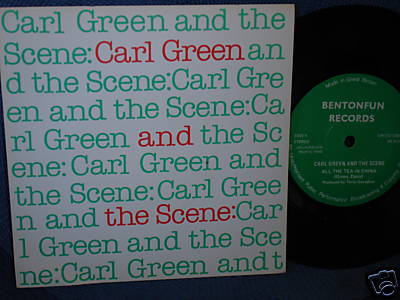 Carl Green and the
Scene:Carl Green an
d the Scene:Carl Gre
en and the Scene:Ca
rl Green and the Sc
ene:Carl Green and
the Scene:Carl Gree
n and the Scene:Car
l Green and the Sce
ne:Carl Green and t
Made in Great Britain
BENTONFUN
RECORDS
STEREO
CARL GREEN AND THE SCENE
ALL THE TEA IN CHINA